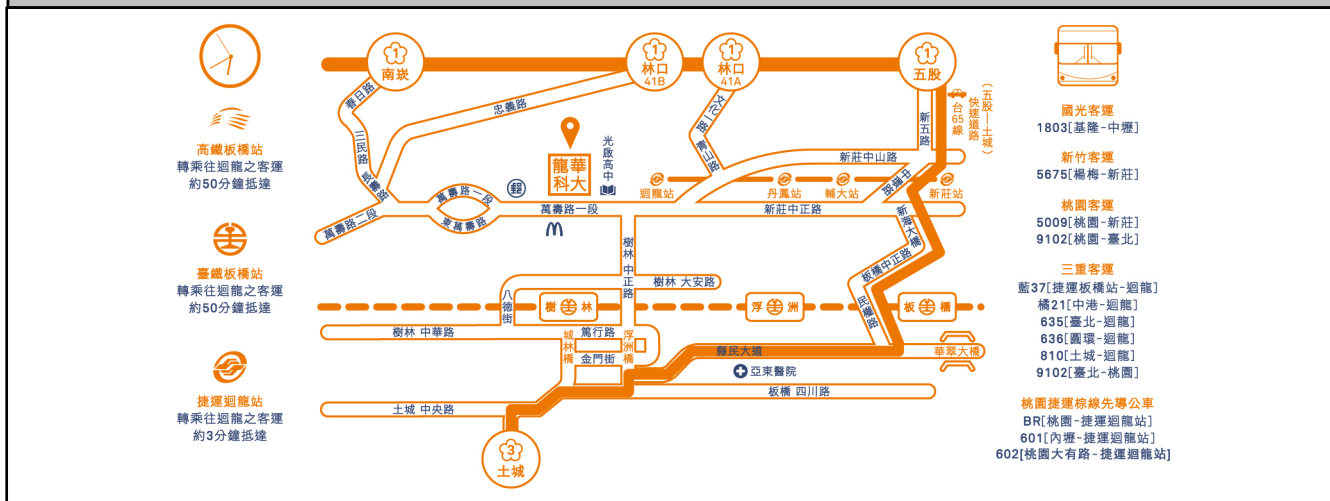 高鐵板橋站
轉乘往迴龍之客運
約50分鐘抵達
臺鐵板橋站
轉乘往迴龍之客運
約50分鐘抵達
捷運迴龍站
轉乘往迴龍之客運
約3分鐘抵達
1
南崁
1
林口
41B
1
林口
41A
1
五股
春日路
三民路
長壽路
忠義路
文化一路
青山路
新五路
台65線
快速道路
(五股—土城)
龍華
科大
光啟高中
郵
新莊中山路
迴龍站
丹鳳站
輔大站
新莊站
中華路
萬壽路二段
萬壽路一段
東萬壽路
萬壽路一段
新莊中正路
新海大橋
樹林 中正路
板橋中正路
民權路
樹林 大安路
八德街
樹林
浮洲
板橋
樹林 中華路
篤行路
城林橋
浮洲橋
金門街
縣民大道
華翠大橋
亞東醫院
板橋 四川路
土城 中央路
3
土城
國光客運
1803[基隆-中壢]
新竹客運
5675[楊梅-新莊]
桃園客運
5009[桃園-新莊]
9102[桃園-臺北]
三重客運
藍37[捷運板橋站-迴龍]
橘21[中港-迴龍]
635[臺北-迴龍]
636[圓環-迴龍]
810[土城-迴龍]
9102[臺北-桃園]
桃園捷運棕線先導公車
BR[桃園-捷運迴龍站]
601[內壢-捷運迴龍站]
602[桃園大有路-捷運迴龍站]